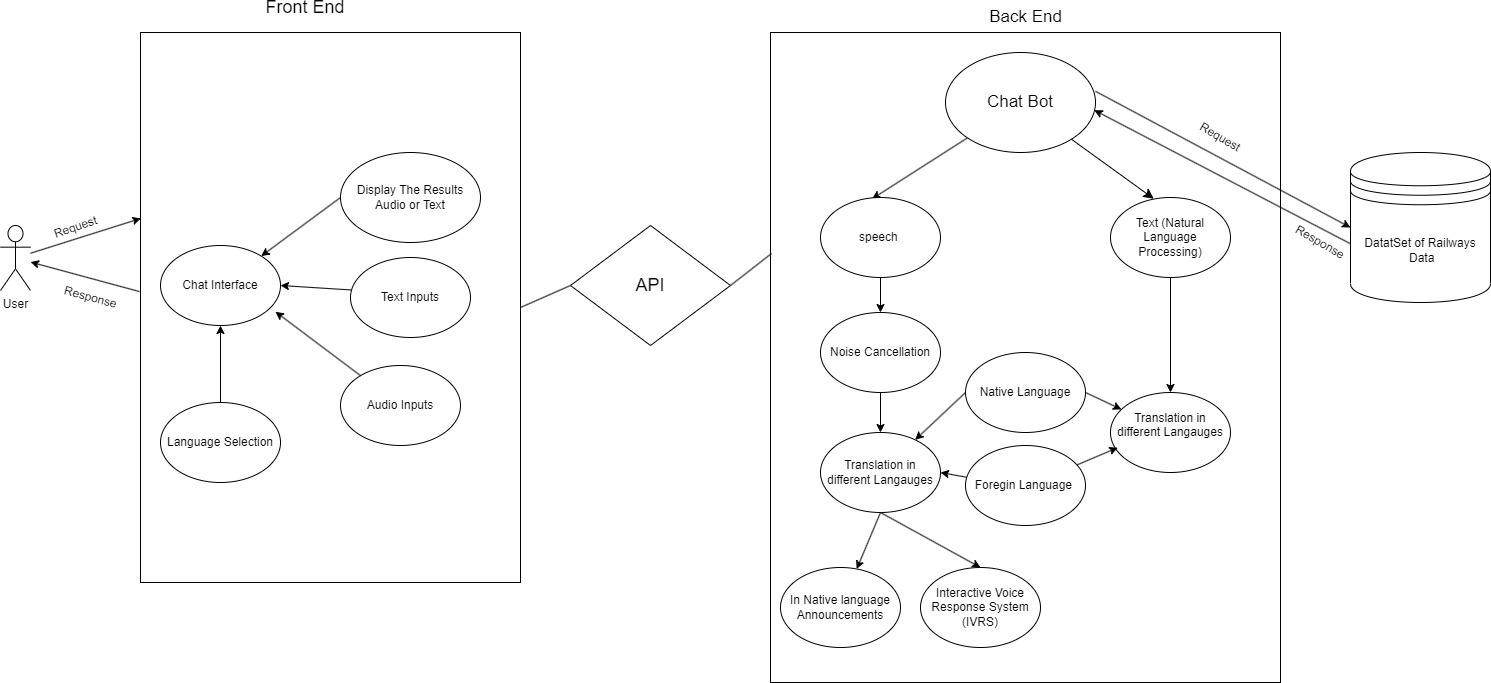 Front End
Back End
Chat Bot
Request
Display The Results
Audio or Text
Request
Text (Natural
Language
Processing)
speech
Response
DatatSet of Railways
Data
Chat Interface
API
Text Inputs
User
Response
Noise Cancellation
Native Language
Audio Inputs
Translation in
different Langauges
Language Selection
Translation in
different Langauges
Foregin Language
In Native language
Announcements
Interactive Voice
Response System
(IVRS)